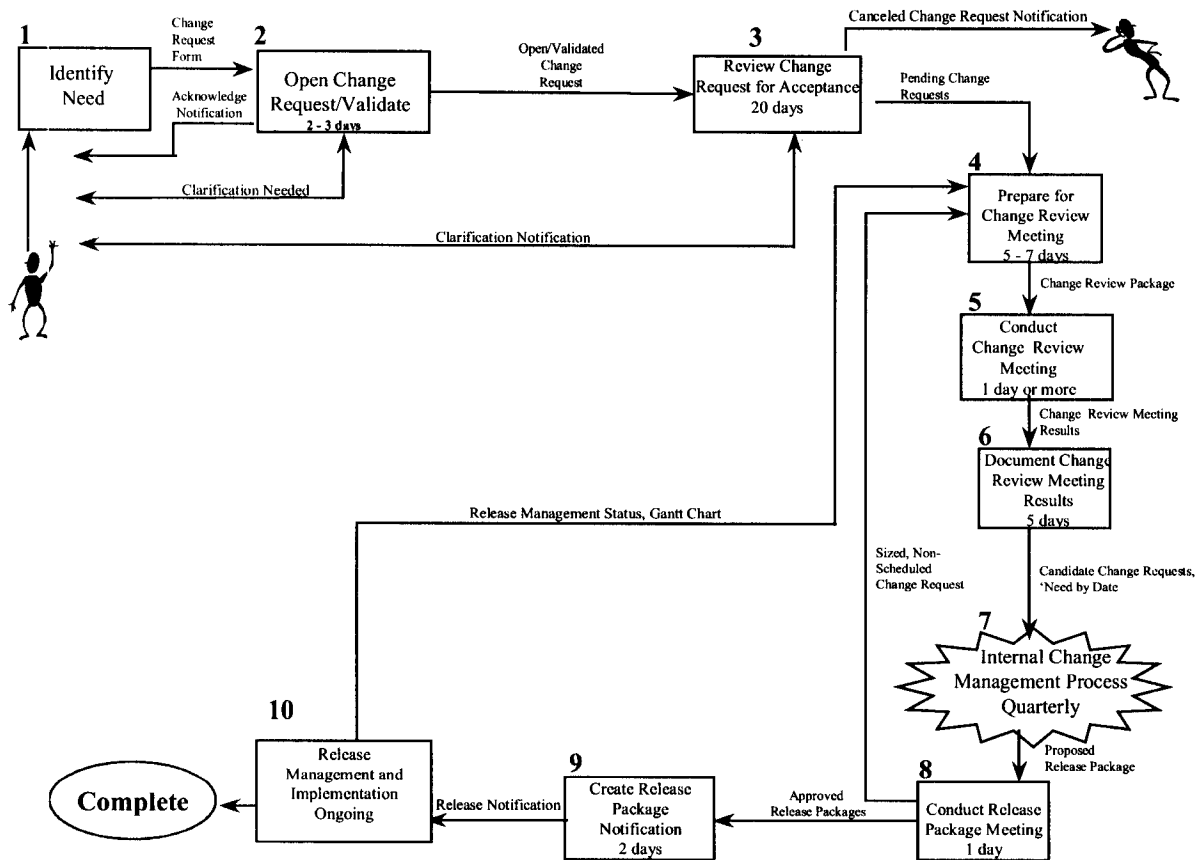 1
Identify
Need
Change
Request
Form
Acknowledge
Notification
2
Open Change
Request/Validate
2 - 3 days
Open/Validated
Change
Request
3
Review Change
Request for Acceptance
20 days
Canceled Change Request Notification
Pending Change
Requests
Clarification Needed
Clarification Notification
4
Prepare for
Change Review
Meeting
5 - 7 days
Change Review Package
5
Conduct
Change Review
Meeting
1 day or more
Change Review Meeting
Results
6
Document Change
Review Meeting
Results
5 days
Release Management Status, Gantt Chart
Sized, Non-
Scheduled
Change Request
Candidate Change Requests,
'Need by Date
7
Internal Change
Management Process
Quarterly
Proposed
Release Package
8
Conduct Release
Package Meeting
1 day
Approved
Release Packages
9
Create Release
Package
Notification
2 days
Release Notification
10
Release
Management and
Implementation
Ongoing
Complete